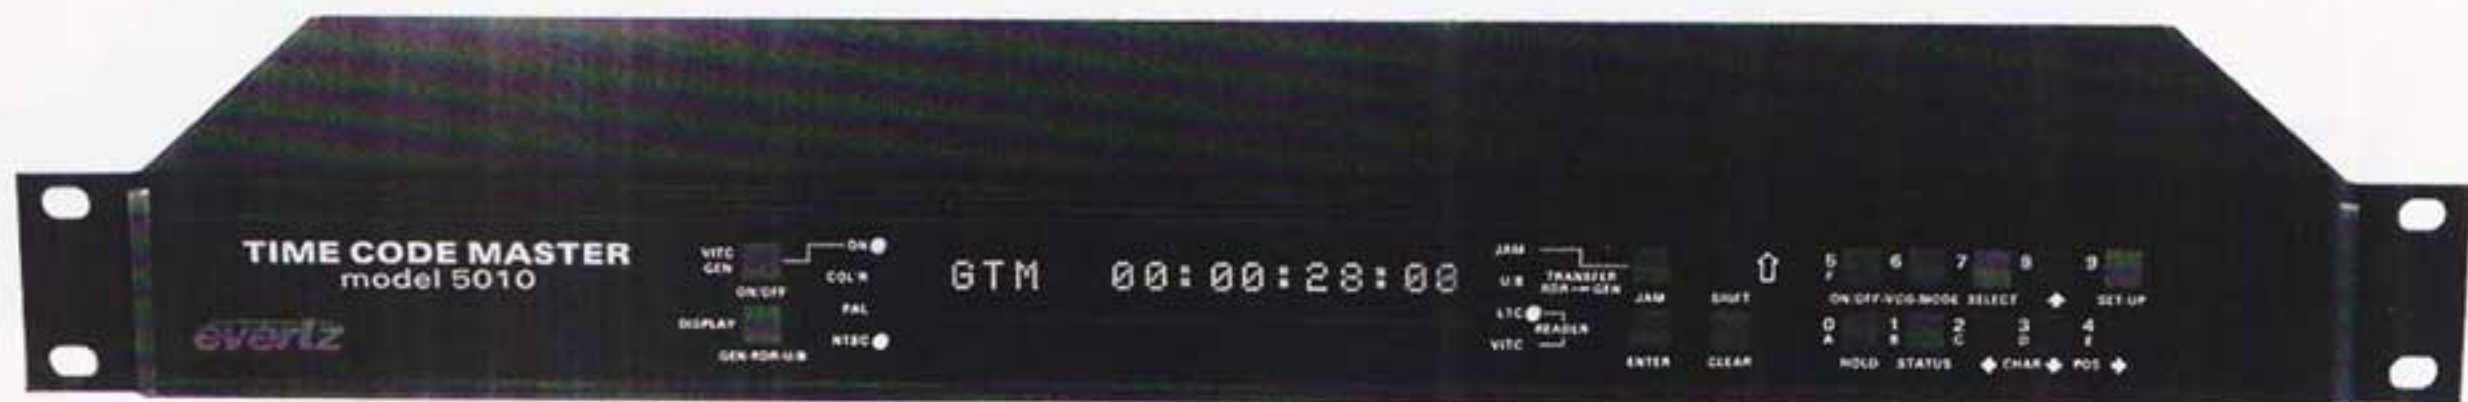 TIME CODE MASTER
model 5010
evertz
VITC GEN
ON/OFF
DISPLAY
GEN-RDR-U/B
ON
COL'R
PAL
NTSC
GTM 00:00:28:00
JAM
U/B
LTC
VITC
READER
TRANSFER
RDR GEN
JAM
SHIFT
ENTER
CLEAR
5 6 7 8 9
F
ON/OFF-VCG-MODE SELECT SET-UP
0 1 2 3 4
A B C D E
HOLD STATUS CHAR POS